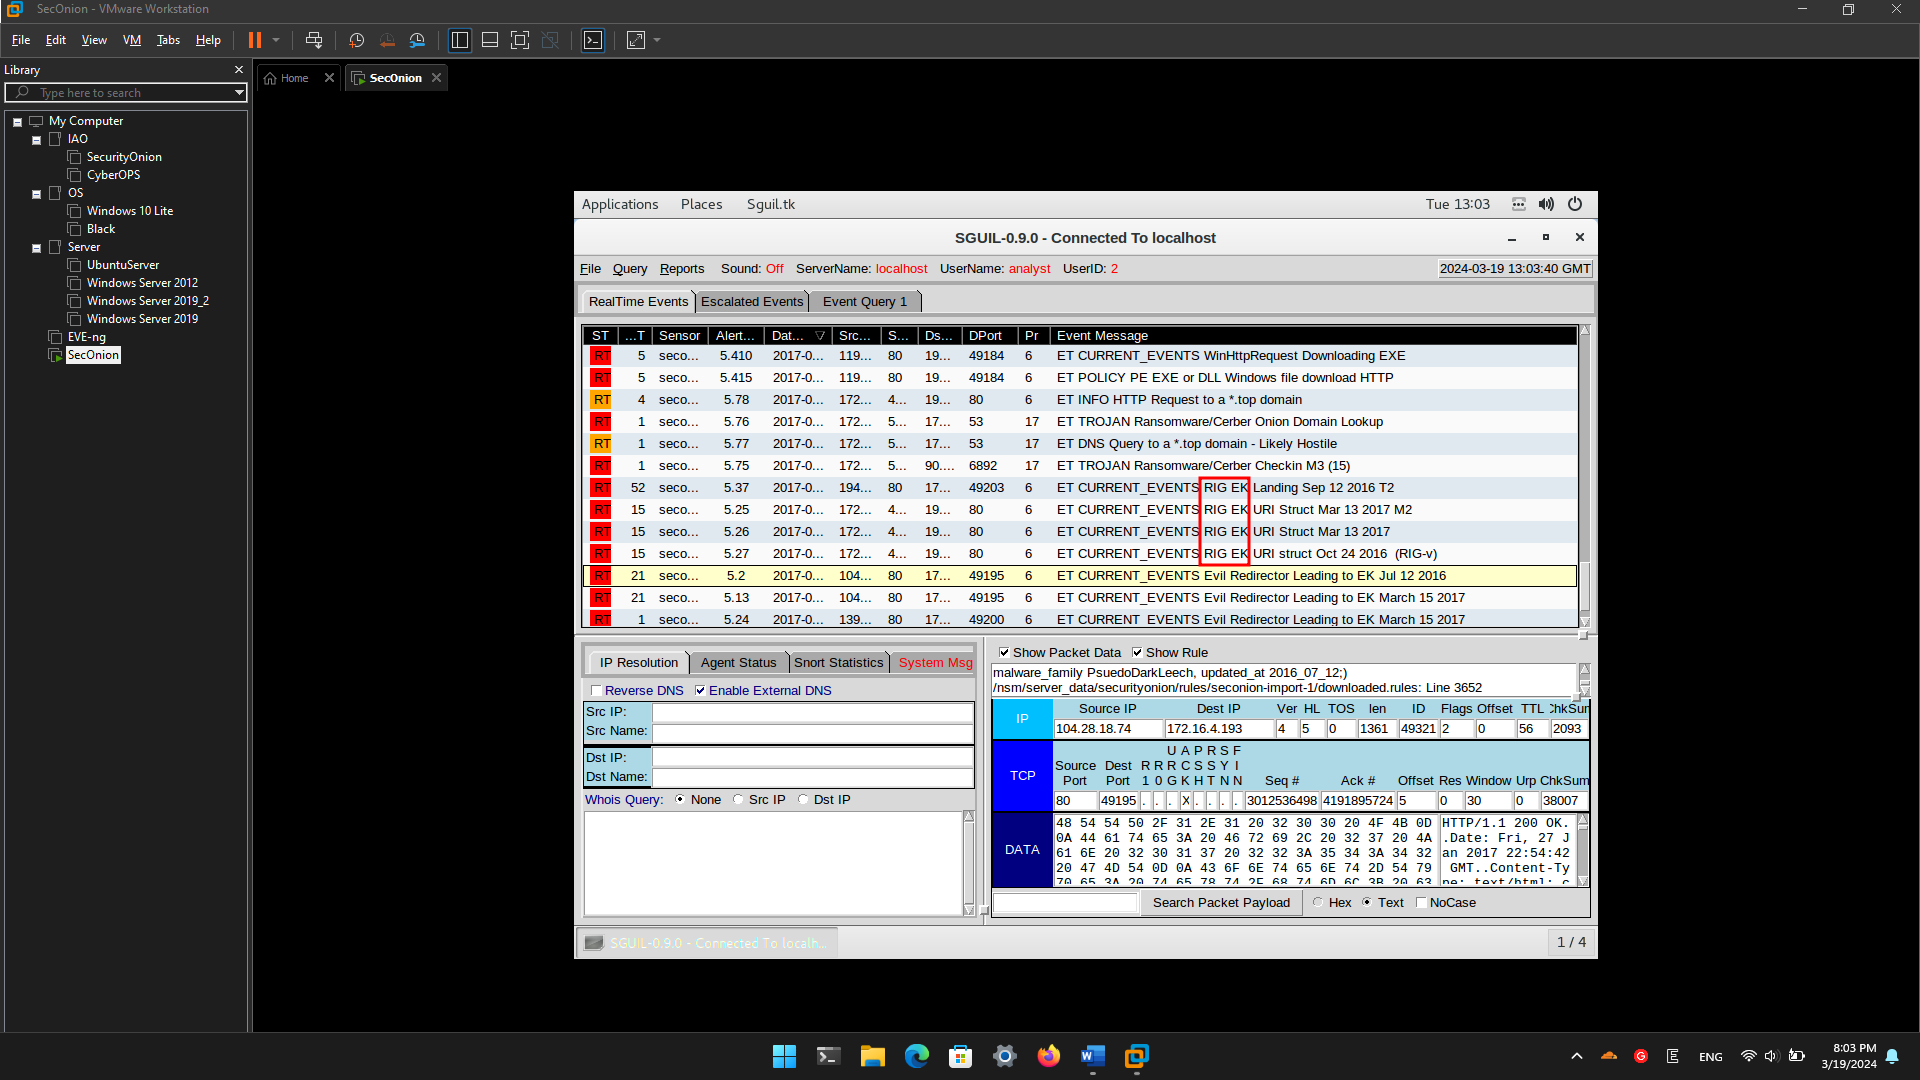 SecOnion - VMware Workstation
File Edit View VM Tabs Help
Library
Home SecOnion
Type here to search
My Computer
IAO
SecurityOnion
CyberOPS
OS
Windows 10 Lite
Black
Server
UbuntuServer
Windows Server 2012
Windows Server 2019_2
Windows Server 2019
EVE-ng
SecOnion
Applications Places Sguil.tk Tue 13:03
SGUIL-0.9.0 - Connected To localhost
File Query Reports Sound: Off ServerName: localhost UserName: analyst UserID: 2 2024-03-19 13:03:40 GMT
RealTime Events Escalated Events Event Query 1
ST ...T Sensor Alert... Dat... Src... S... Ds... DPort Pr Event Message
RT 5 seco... 5.410 2017-0... 119... 80 19... 49184 6 ET CURRENT_EVENTS WinHttpRequest Downloading EXE
RT 5 seco... 5.415 2017-0... 119... 80 19... 49184 6 ET POLICY PE EXE or DLL Windows file download HTTP
RT 4 seco... 5.78 2017-0... 172... 4... 19... 80 6 ET INFO HTTP Request to a *.top domain
RT 1 seco... 5.76 2017-0... 172... 5... 17... 53 17 ET TROJAN Ransomware/Cerber Onion Domain Lookup
RT 1 seco... 5.77 2017-0... 172... 5... 17... 53 17 ET DNS Query to a *.top domain - Likely Hostile
RT 1 seco... 5.75 2017-0... 172... 5... 90.... 6892 17 ET TROJAN Ransomware/Cerber Checkin M3 (15)
RT 52 seco... 5.37 2017-0... 194... 80 17... 49203 6 ET CURRENT_EVENTS RIG EK Landing Sep 12 2016 T2
RT 15 seco... 5.25 2017-0... 172... 4... 19... 80 6 ET CURRENT_EVENTS RIG EK URI Struct Mar 13 2017 M2
RT 15 seco... 5.26 2017-0... 172... 4... 19... 80 6 ET CURRENT_EVENTS RIG EK URI Struct Mar 13 2017
RT 15 seco... 5.27 2017-0... 172... 4... 19... 80 6 ET CURRENT_EVENTS RIG EK URI struct Oct 24 2016 (RIG-v)
RT 21 seco... 5.2 2017-0... 104... 80 17... 49195 6 ET CURRENT_EVENTS Evil Redirector Leading to EK Jul 12 2016
RT 21 seco... 5.13 2017-0... 104... 80 17... 49195 6 ET CURRENT_EVENTS Evil Redirector Leading to EK March 15 2017
RT 1 seco... 5.24 2017-0... 139... 80 17... 49200 6 ET CURRENT_EVENTS Evil Redirector Leading to EK March 15 2017
IP Resolution Agent Status Snort Statistics System Msg
Reverse DNS Enable External DNS
Src IP:
Src Name:
Dst IP:
Dst Name:
Whois Query: None Src IP Dst IP
Show Packet Data Show Rule
malware_family PsuedoDarkLeech, updated_at 2016_07_12;)
/nsm/server_data/securityonion/rules/seconion-import-1/downloaded.rules: Line 3652
IP Source IP Dest IP Ver HL TOS len ID Flags Offset TTL ChkSum
104.28.18.74 172.16.4.193 4 5 0 1361 49321 2 0 56 2093
U A P R S F
Source Dest R R R C S S Y I
TCP Port Port 1 0 G K H T N N Seq # Ack # Offset Res Window Urp ChkSum
80 49195 . . . X . . . . 3012536498 4191895724 5 0 30 0 38007
DATA
48 54 54 50 2F 31 2E 31 20 32 30 30 20 4F 4B 0D HTTP/1.1 200 OK.
0A 44 61 74 65 3A 20 46 72 69 2C 20 32 37 20 4A .Date: Fri, 27 J
61 6E 20 32 30 31 37 20 32 32 3A 35 34 3A 34 32 an 2017 22:54:42
20 47 4D 54 0D 0A 43 6F 6E 74 65 6E 74 2D 54 79 GMT..Content-Ty
70 65 3A 20 74 65 78 74 2F 68 74 6D 6C 3B 20 63 pe: text/html; c
Search Packet Payload Hex Text NoCase
SGUIL-0.9.0 - Connected To localh... 1 / 4
ENG 8:03 PM
3/19/2024